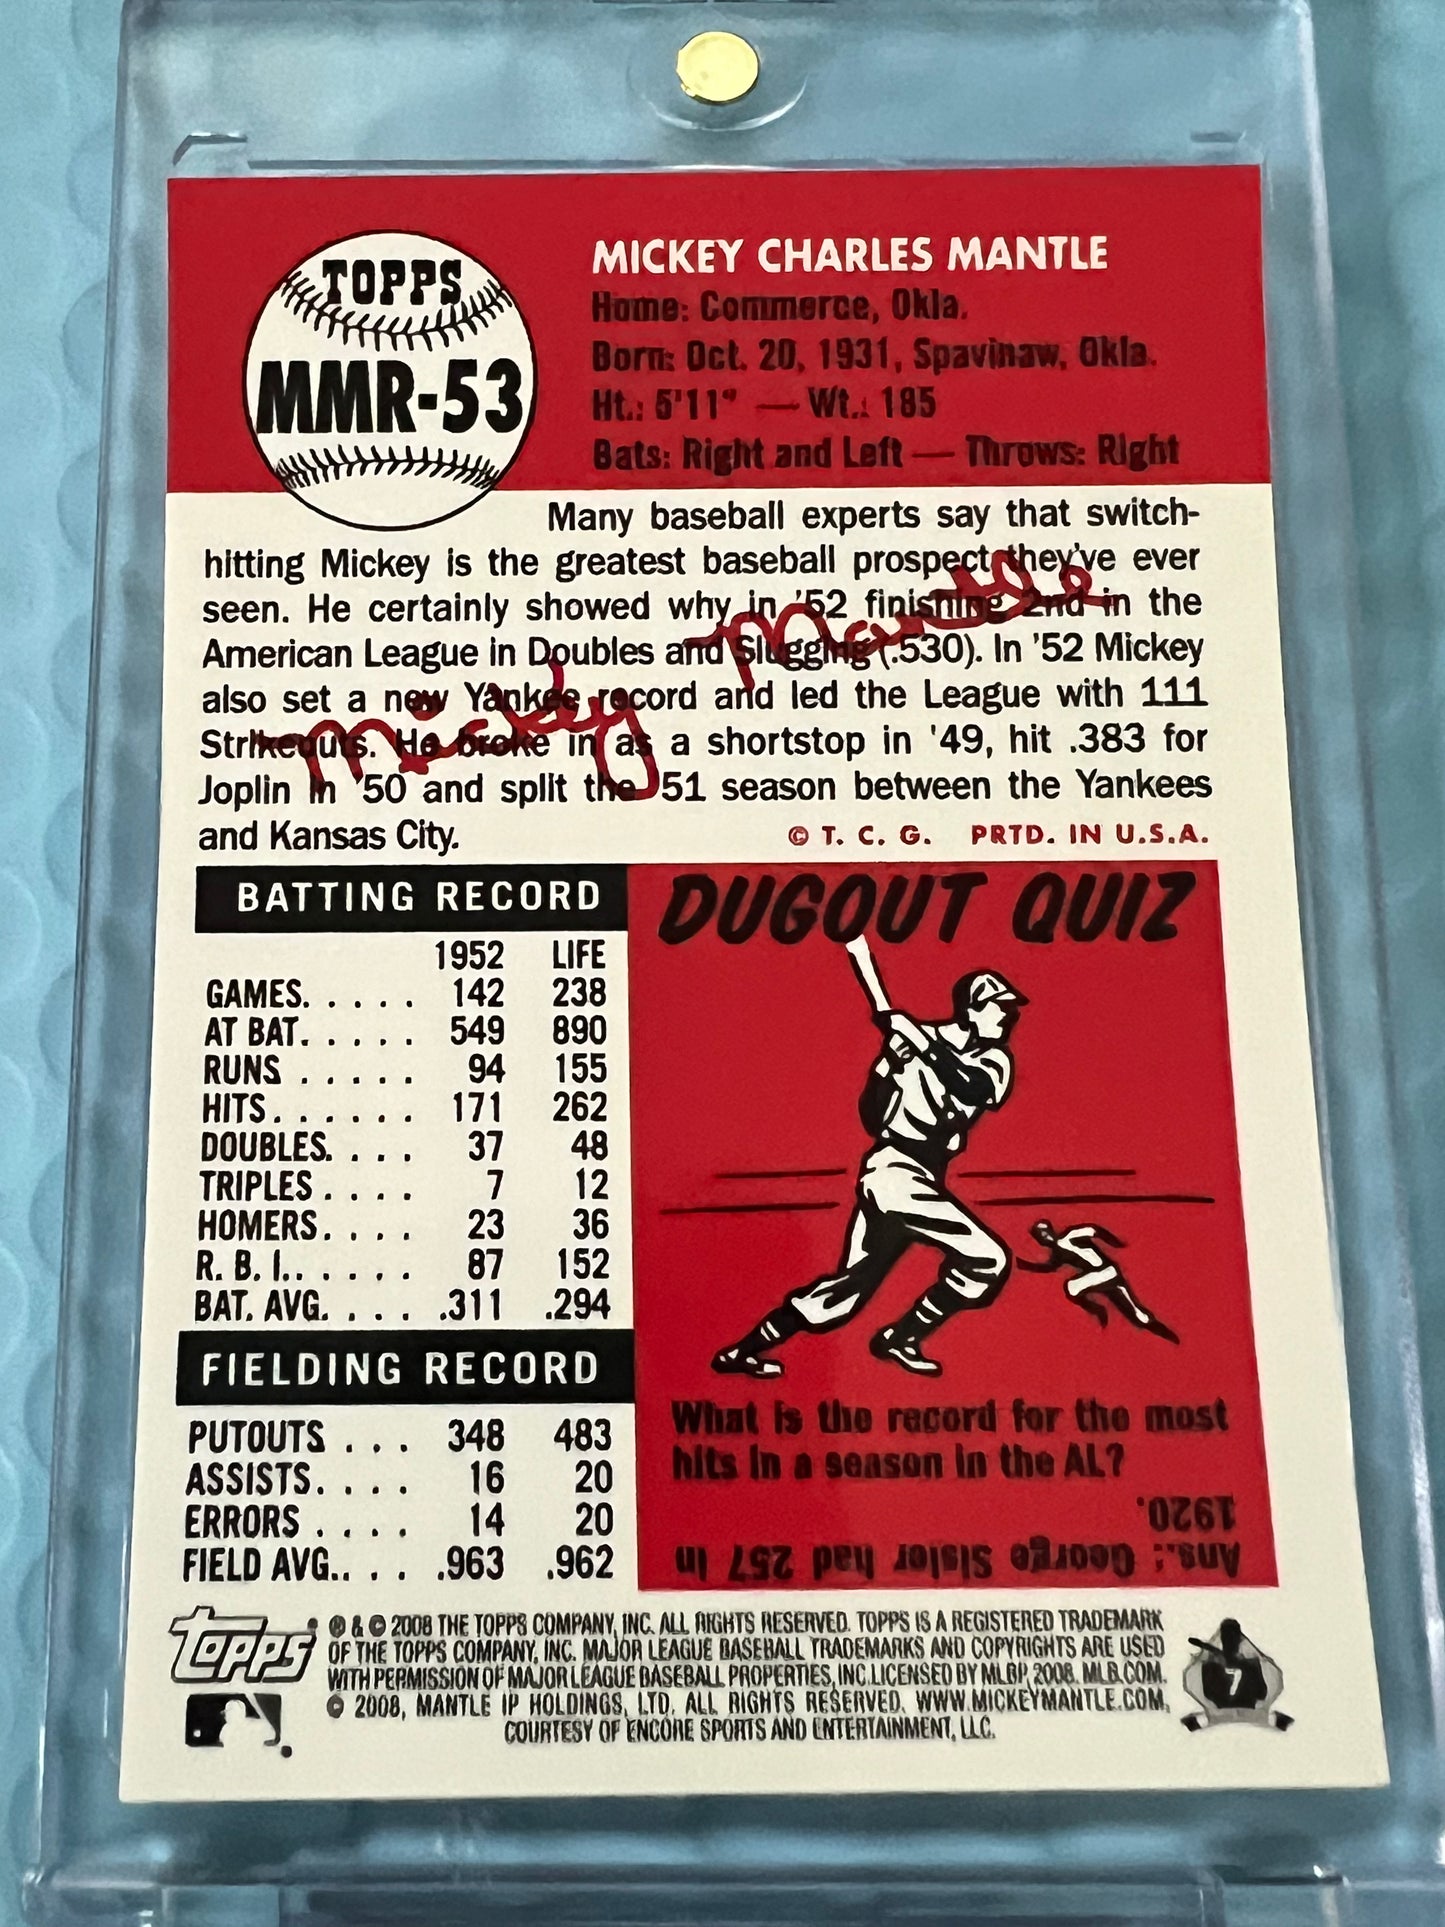 TOPPS
MMR-53
MICKEY CHARLES MANTLE
Home: Commerce, Okla.
Born: Oct. 20, 1931, Spavinaw, Okla.
Ht.: 5'11" — Wt.: 185
Bats: Right and Left — Throws: Right
Many baseball experts say that switch-
hitting Mickey is the greatest baseball prospect they've ever
seen. He certainly showed why in '52 finishing 2nd in the
American League in Doubles and Slugging (.530). In '52 Mickey
also set a new Yankee record and led the League with 111
Strikeouts. He broke in as a shortstop in '49, hit .383 for
Joplin in '50 and split the '51 season between the Yankees
and Kansas City.
© T. C. G. PRTD. IN U.S.A.
Mickey Mantle
BATTING RECORD
1952 LIFE
GAMES. . . . . 142 238
AT BAT. . . . . 549 890
RUNS . . . . . 94 155
HITS. . . . . . 171 262
DOUBLES. . . . 37 48
TRIPLES . . . . 7 12
HOMERS. . . . 23 36
R. B. I.. . . . . 87 152
BAT. AVG. . . . .311 .294
FIELDING RECORD
PUTOUTS . . . 348 483
ASSISTS. . . . 16 20
ERRORS . . . . 14 20
FIELD AVG.. . . .963 .962
DUGOUT QUIZ
What is the record for the most
hits in a season in the AL?
Ans.: George Sisler had 257 in
1920.
topps
® & © 2008 THE TOPPS COMPANY, INC. ALL RIGHTS RESERVED. TOPPS IS A REGISTERED TRADEMARK
OF THE TOPPS COMPANY, INC. MAJOR LEAGUE BASEBALL TRADEMARKS AND COPYRIGHTS ARE USED
WITH PERMISSION OF MAJOR LEAGUE BASEBALL PROPERTIES, INC. LICENSED BY MLBP 2008. MLB.COM.
© 2008, MANTLE IP HOLDINGS, LTD. ALL RIGHTS RESERVED. WWW.MICKEYMANTLE.COM,
COURTESY OF ENCORE SPORTS AND ENTERTAINMENT, LLC.
7